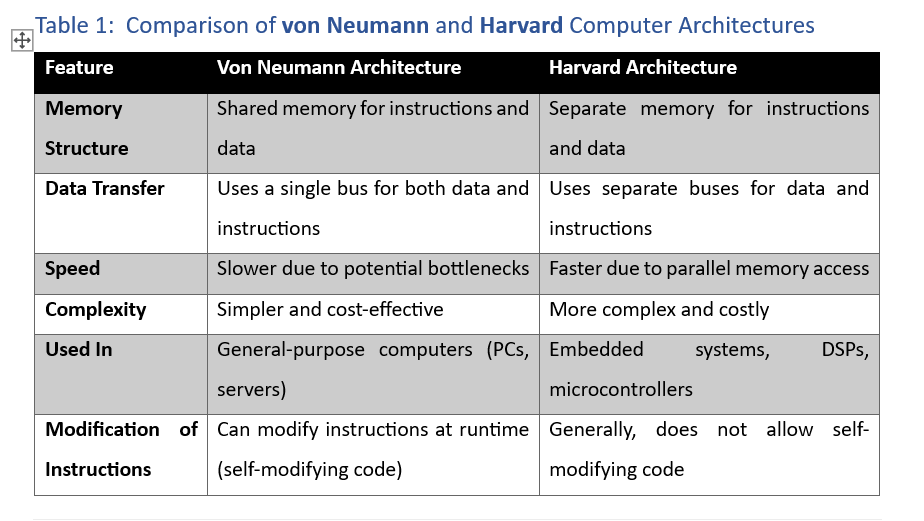 Table 1: Comparison of von Neumann and Harvard Computer Architectures
Feature
Von Neumann Architecture
Harvard Architecture
Memory
Structure
Shared memory for instructions and
data
Separate memory for instructions
and data
Data Transfer
Uses a single bus for both data and
instructions
Uses separate buses for data and
instructions
Speed
Slower due to potential bottlenecks
Faster due to parallel memory access
Complexity
Simpler and cost-effective
More complex and costly
Used In
General-purpose computers (PCs,
servers)
Embedded systems, DSPs,
microcontrollers
Modification of
Instructions
Can modify instructions at runtime
(self-modifying code)
Generally, does not allow self-
modifying code